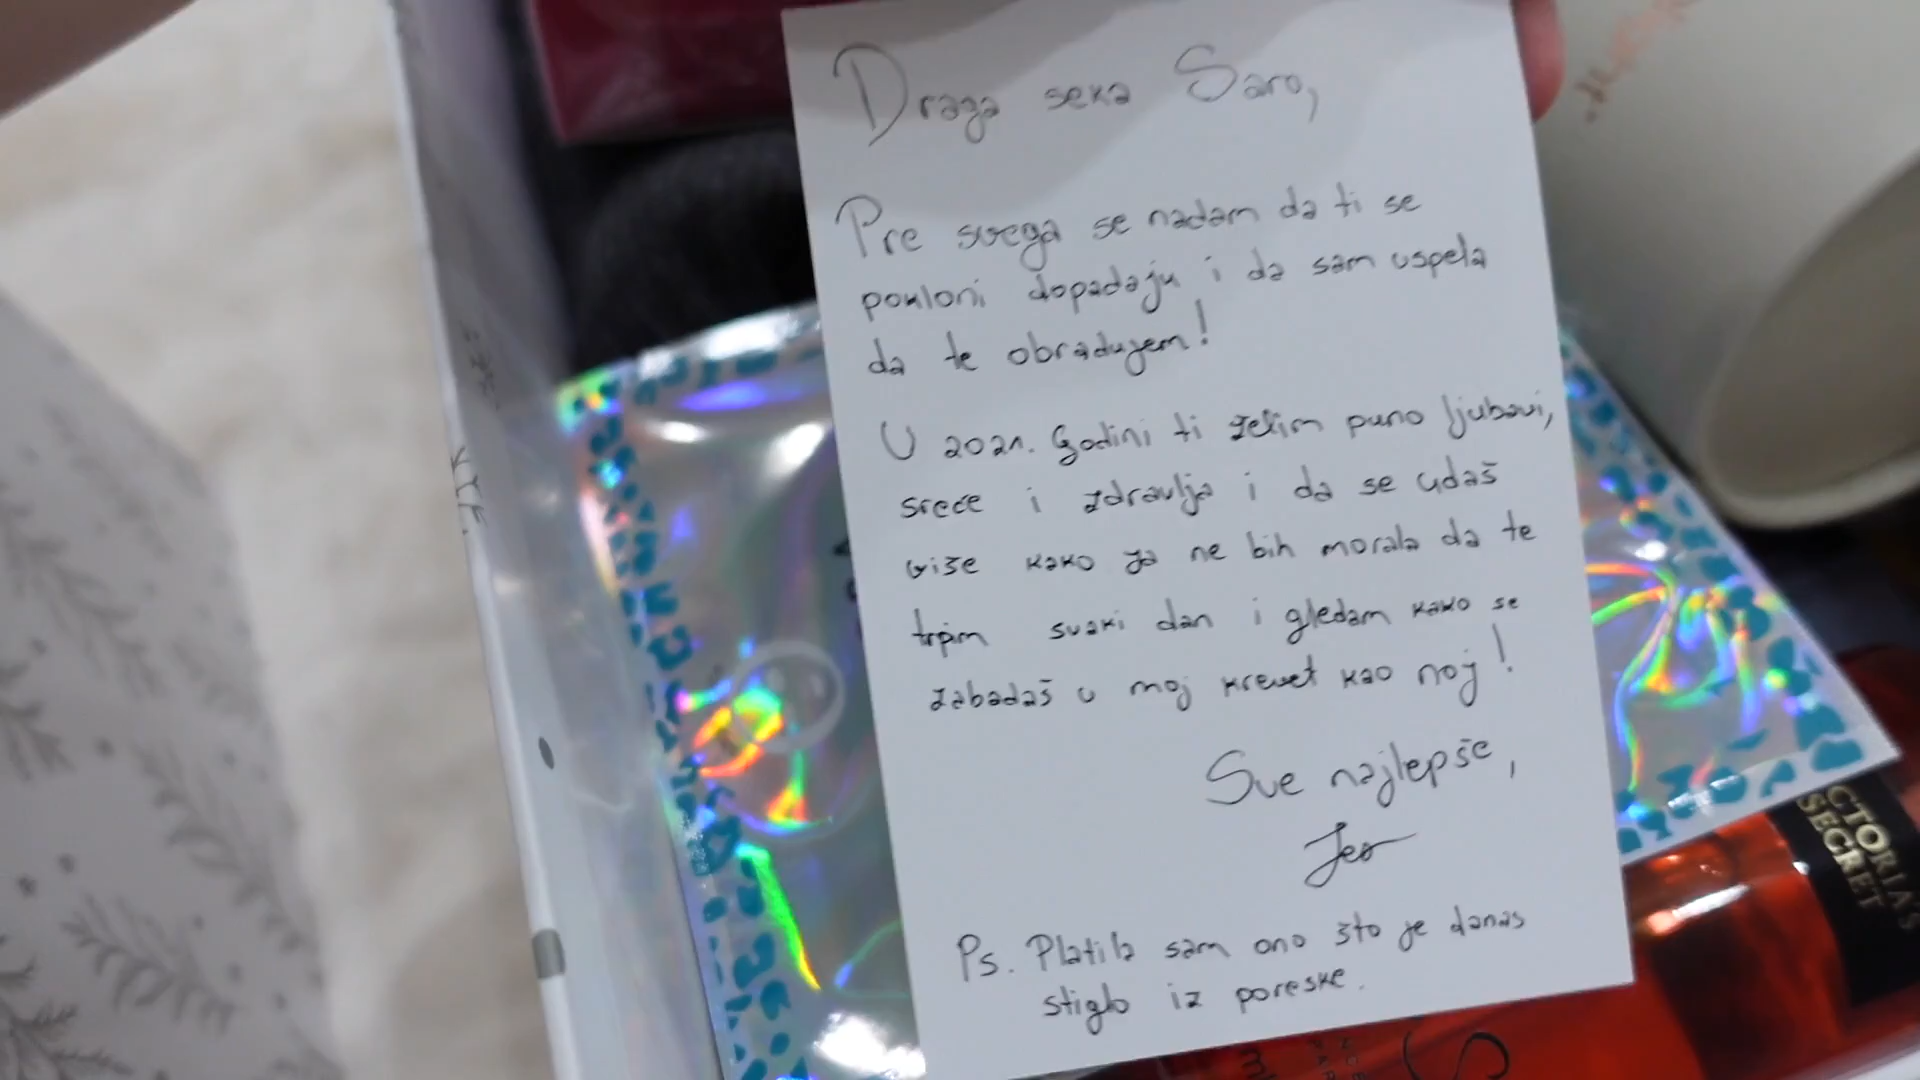 Draga seka Saro,
Pre svega se nadam da ti se
pokloni dopadaju i da sam uspela
da te obradujem!
U 2021. Godini ti želim puno ljubavi,
sreće i zdravlja i da se udaš
više kako ja ne bih morala da te
trpim svaki dan i gledam kako se
zabadaš u moj krevet kao noj!
Sve najlepše,
Ps. Platila sam ono što je danas
stiglo iz poreske.
CTORIA'S
SECRET